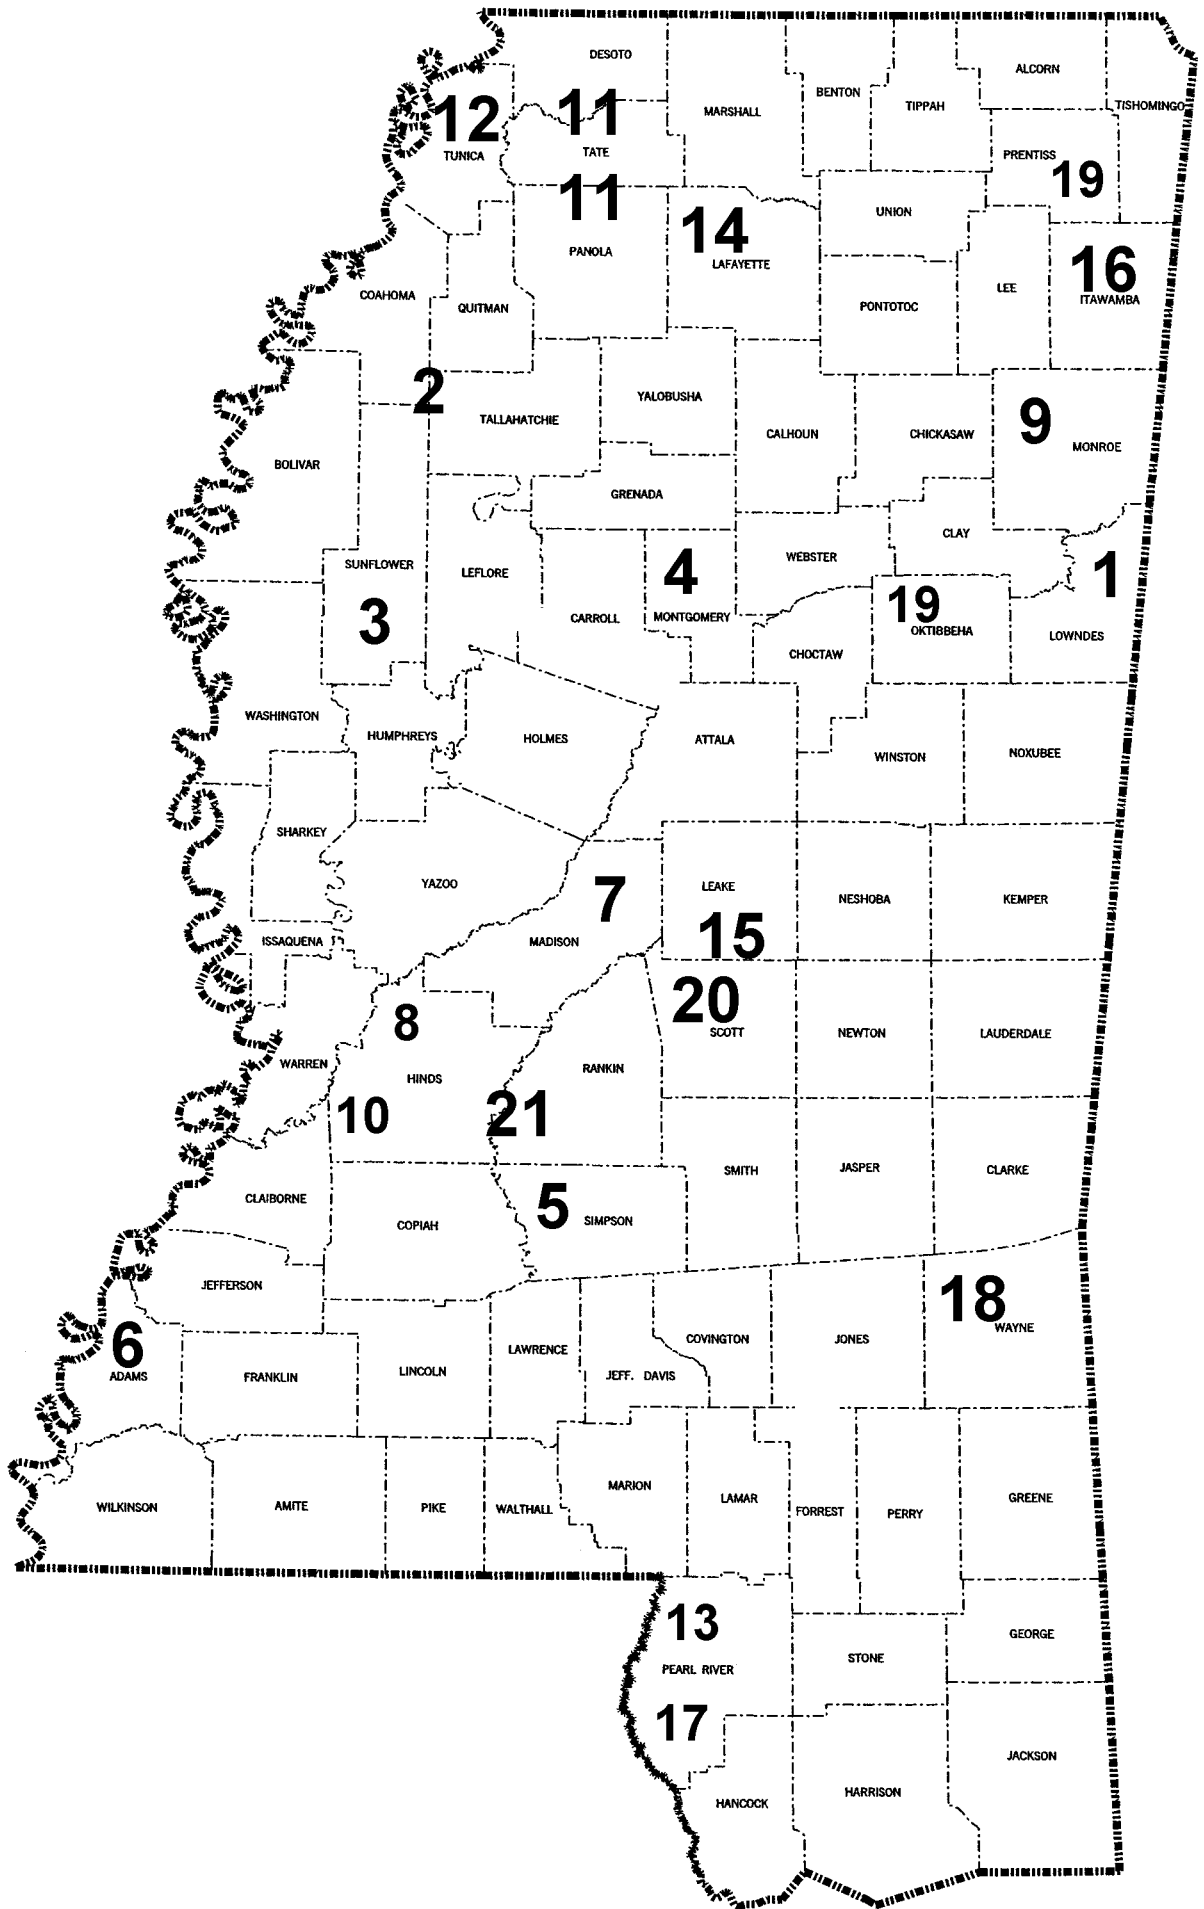 DESOTO
ALCORN
BENTON
12
11
MARSHALL
TIPPAH
TISHOMINGO
TUNICA
TATE
PRENTISS
19
11
UNION
14
PANOLA
LAFAYETTE
16
COAHOMA
QUITMAN
PONTOTOC
LEE
ITAWAMBA
2
YALOBUSHA
TALLAHATCHIE
9
BOLIVAR
CALHOUN
CHICKASAW
MONROE
GRENADA
CLAY
SUNFLOWER
LEFLORE
4
WEBSTER
1
3
CARROLL
MONTGOMERY
19
OKTIBBEHA
LOWNDES
CHOCTAW
WASHINGTON
HUMPHREYS
HOLMES
ATTALA
WINSTON
NOXUBEE
SHARKEY
YAZOO
7
LEAKE
NESHOBA
KEMPER
ISSAQUENA
MADISON
15
20
8
SCOTT
NEWTON
LAUDERDALE
WARREN
HINDS
RANKIN
10
21
SMITH
JASPER
CLARKE
CLAIBORNE
COPIAH
5
SIMPSON
JEFFERSON
18
6
WAYNE
ADAMS
FRANKLIN
LINCOLN
LAWRENCE
JEFF. DAVIS
COVINGTON
JONES
WILKINSON
AMITE
PIKE
WALTHALL
MARION
LAMAR
FORREST
PERRY
GREENE
13
PEARL RIVER
STONE
GEORGE
17
JACKSON
HANCOCK
HARRISON